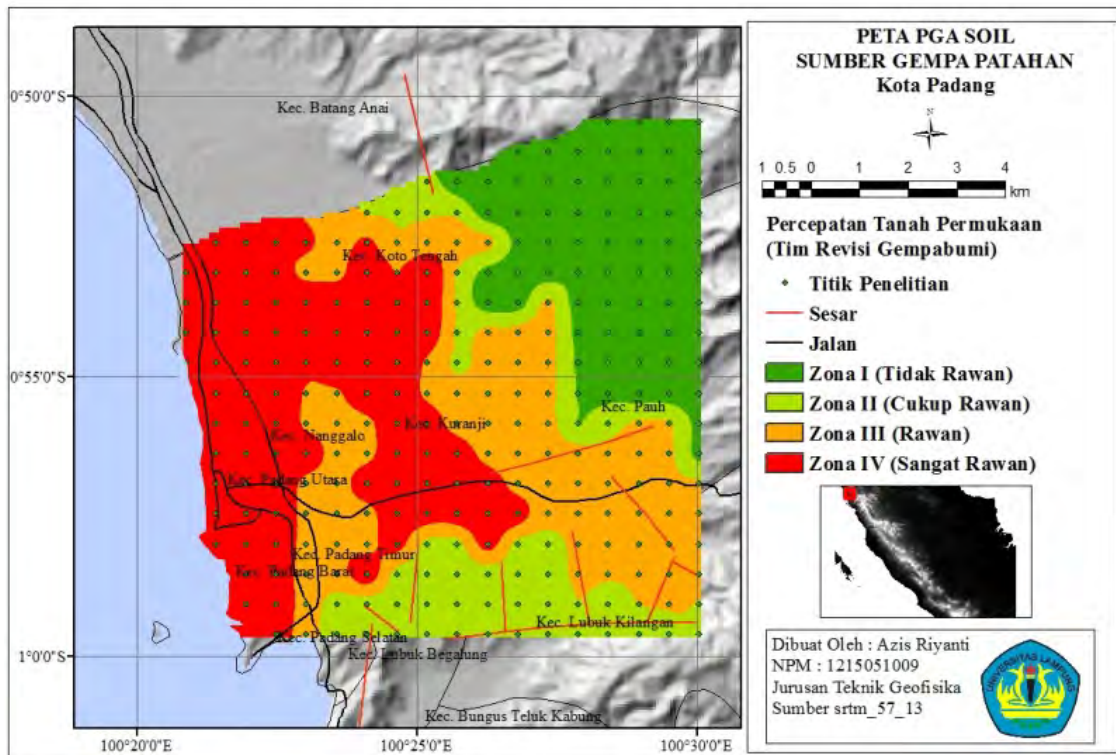 PETA PGA SOIL
SUMBER GEMPA PATAHAN
Kota Padang
N
1 0.5 0 1 2 3 4
km
Percepatan Tanah Permukaan
(Tim Revisi Gempabumi)
Titik Penelitian
Sesar
Jalan
Zona I (Tidak Rawan)
Zona II (Cukup Rawan)
Zona III (Rawan)
Zona IV (Sangat Rawan)
Dibuat Oleh : Azis Riyanti
NPM : 1215051009
Jurusan Teknik Geofisika
Sumber srtm_57_13
UNIVERSITAS LAMPUNG
0°50'0"S
0°55'0"S
1°0'0"S
100°20'0"E
100°25'0"E
100°30'0"E
Kec. Batang Anai
Kec. Koto Tengah
Kec. Pauh
Kec. Kuranji
Kec. Nanggalo
Kec. Padang Utara
Kec. Padang Timur
Kec. Padang Barat
Kec. Lubuk Kilangan
Kec. Padang Selatan
Kec. Lubuk Begalung
Kec. Bungus Teluk Kabung